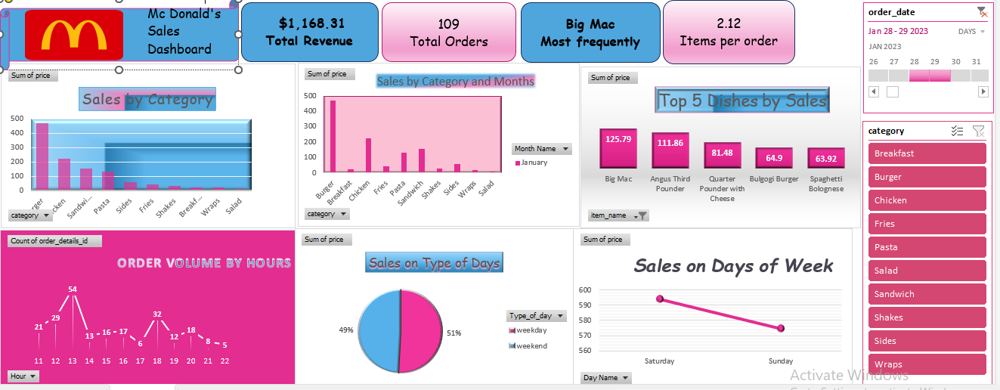 Mc Donald's
Sales
Dashboard
$1,168.31
Total Revenue
109
Total Orders
Big Mac
Most frequently
2.12
Items per order
order_date
Jan 28 - 29 2023
DAYS
JAN 2023
26 27 28 29 30 31
Sum of price
Sales by Category
500
400
300
200
100
0
rger
cken
Sandwi...
Pasta
Sides
Fries
Shakes
Breakf...
Wraps
Salad
category
Sum of price
Sales by Category and Months
500
400
300
200
100
0
Burger
Breakfast
Chicken
Fries
Pasta
Sandwich
Shakes
Sides
Wraps
Salad
Month Name
January
category
Sum of price
Top 5 Dishes by Sales
125.79
111.86
81.48
64.9
63.92
Big Mac
Angus Third
Pounder
Quarter
Pounder with
Cheese
Bulgogi Burger
Spaghetti
Bolognese
item_name
category
Breakfast
Burger
Chicken
Fries
Pasta
Salad
Sandwich
Shakes
Sides
Wraps
Count of order_details_id
ORDER VOLUME BY HOURS
21 29 54 13 16 17 6 32 12 18 8 5
11 12 13 14 15 16 17 18 19 20 21 22
Hour
Sum of price
Sales on Type of Days
49%
51%
Type_of_day
weekday
weekend
Sum of price
Sales on Days of Week
600
590
580
570
560
Saturday
Sunday
Day Name
Activate Windows